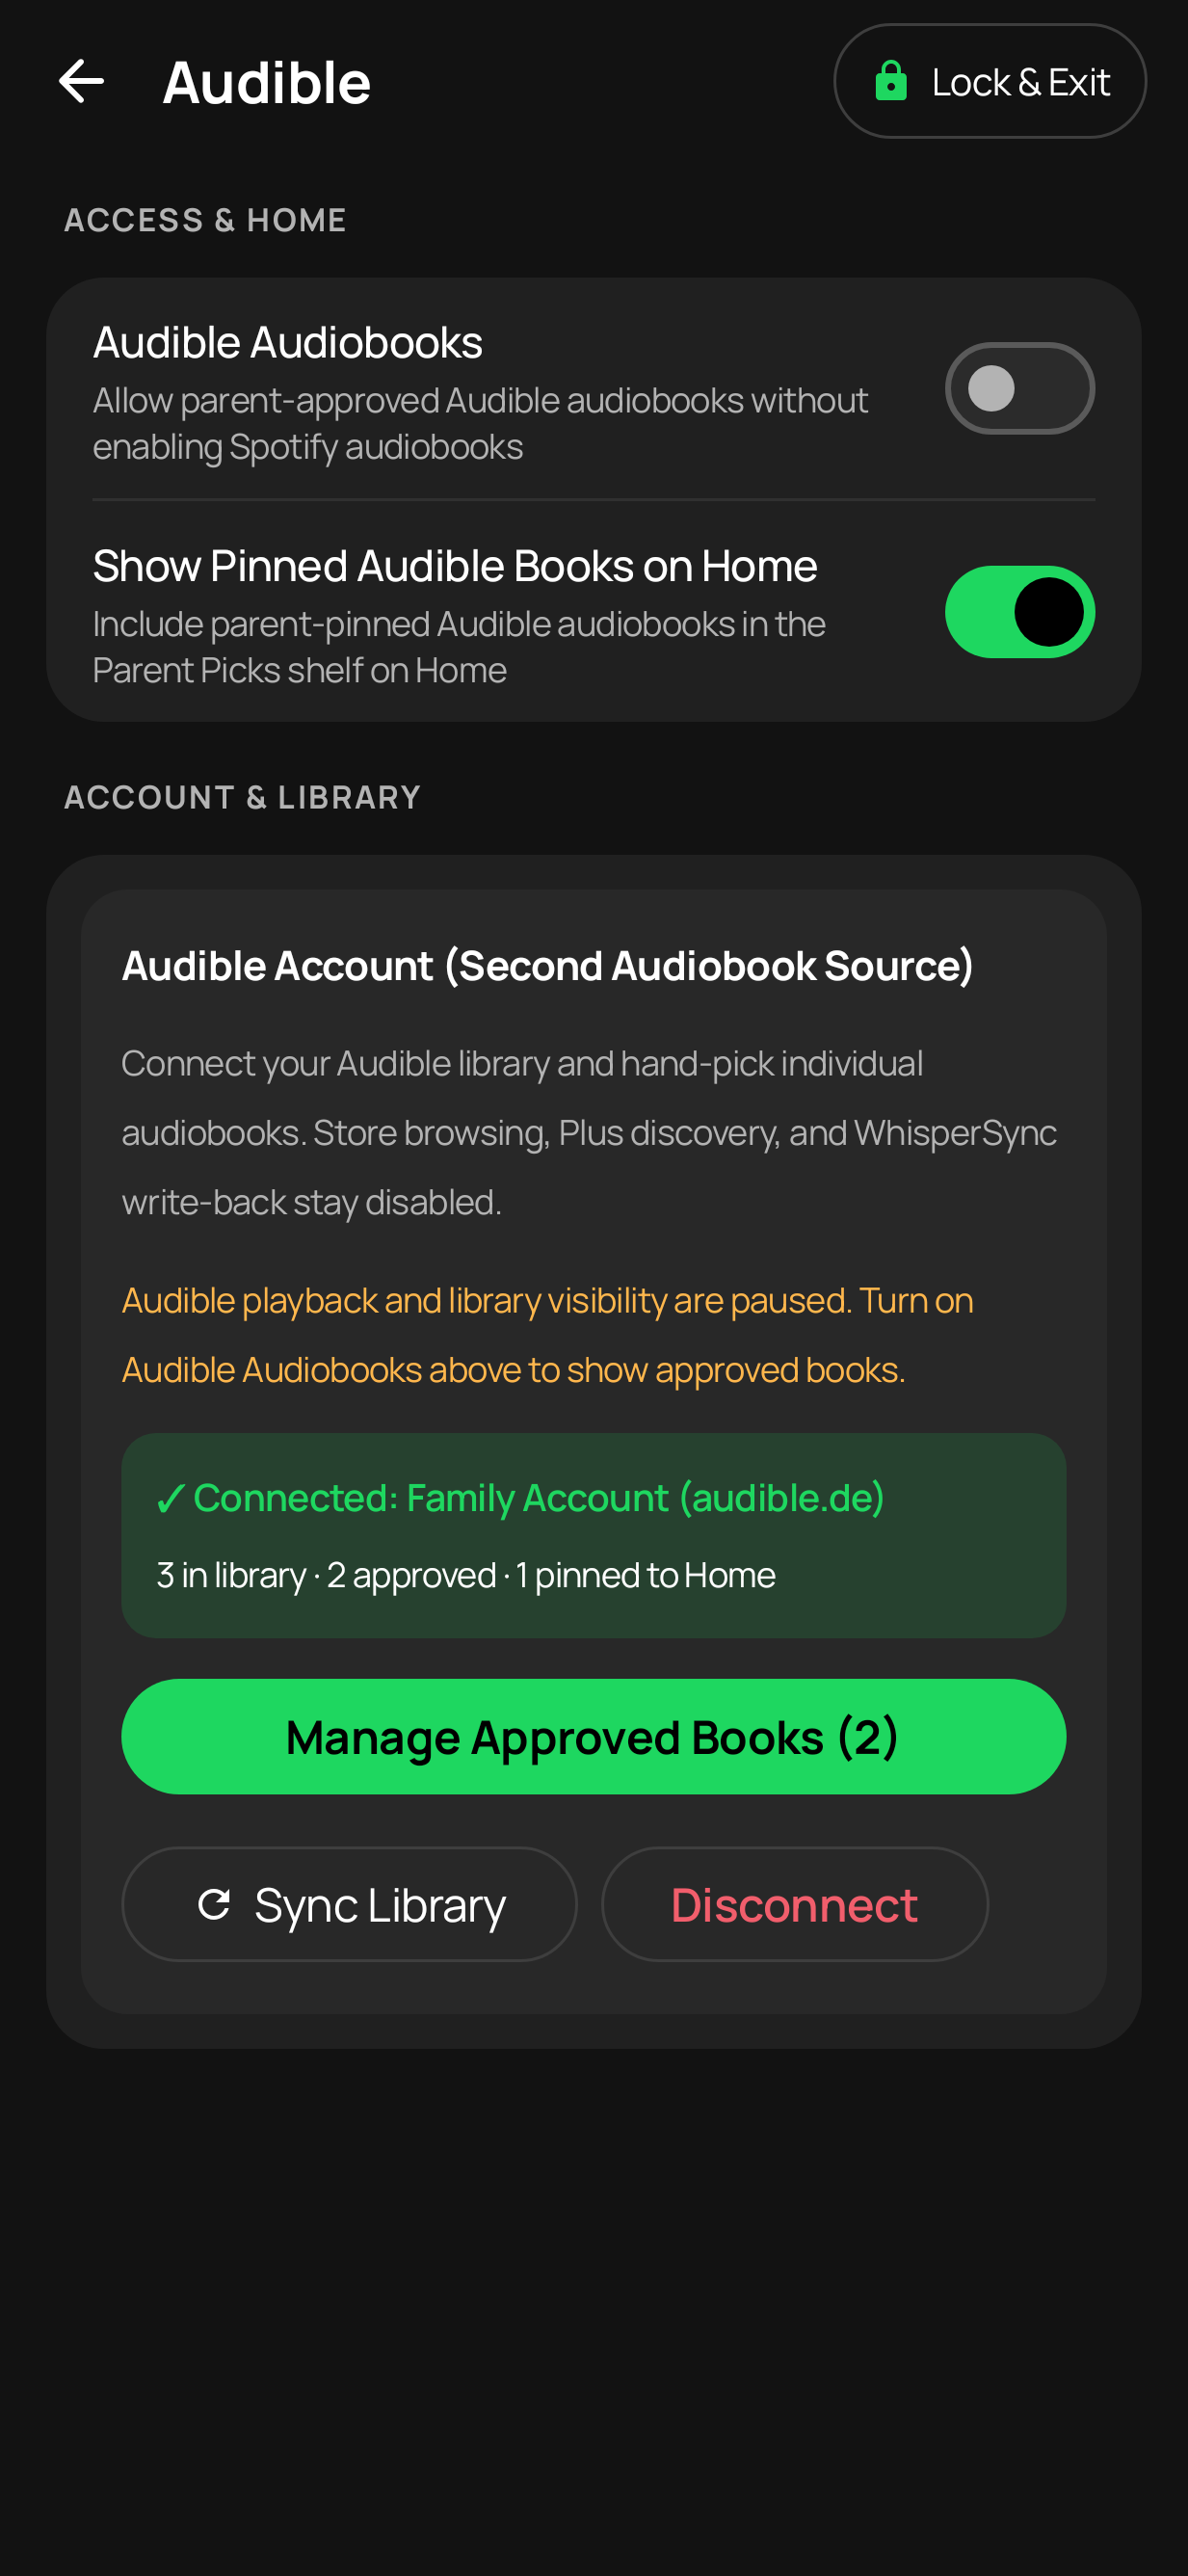 Audible
Lock & Exit
ACCESS & HOME
Audible Audiobooks
Allow parent-approved Audible audiobooks without
enabling Spotify audiobooks
Show Pinned Audible Books on Home
Include parent-pinned Audible audiobooks in the
Parent Picks shelf on Home
ACCOUNT & LIBRARY
Audible Account (Second Audiobook Source)
Connect your Audible library and hand-pick individual
audiobooks. Store browsing, Plus discovery, and WhisperSync
write-back stay disabled.
Audible playback and library visibility are paused. Turn on
Audible Audiobooks above to show approved books.
✓ Connected: Family Account (audible.de)
3 in library · 2 approved · 1 pinned to Home
Manage Approved Books (2)
Sync Library
Disconnect